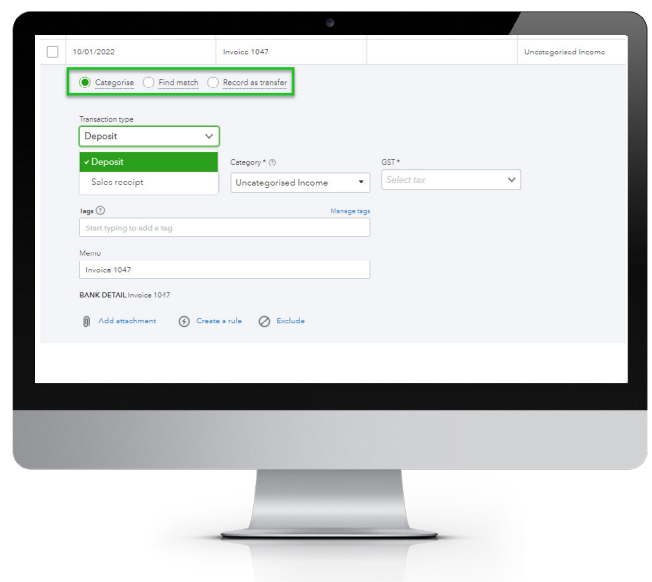 10/01/2022 Invoice 1047 Uncategorised Income
Categorise Find match Record as transfer
Transaction type
Deposit
✓ Deposit
Sales receipt
Category * GST *
Uncategorised Income Select tax
Tags Manage tags
Start typing to add a tag
Memo
Invoice 1047
BANK DETAIL Invoice 1047
Add attachment Create a rule Exclude